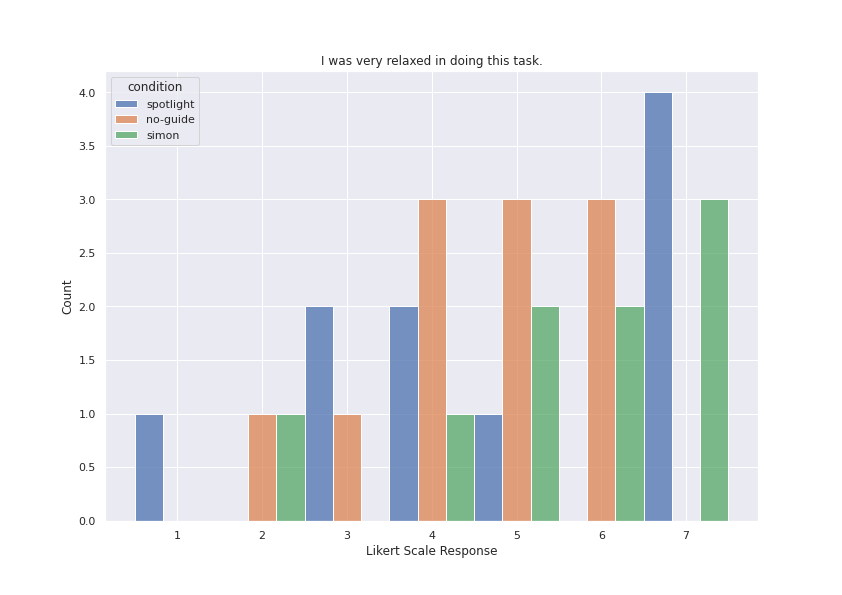 I was very relaxed in doing this task.
condition
spotlight
no-guide
simon
4.0
3.5
3.0
2.5
2.0
1.5
1.0
0.5
0.0
Count
1 2 3 4 5 6 7
Likert Scale Response